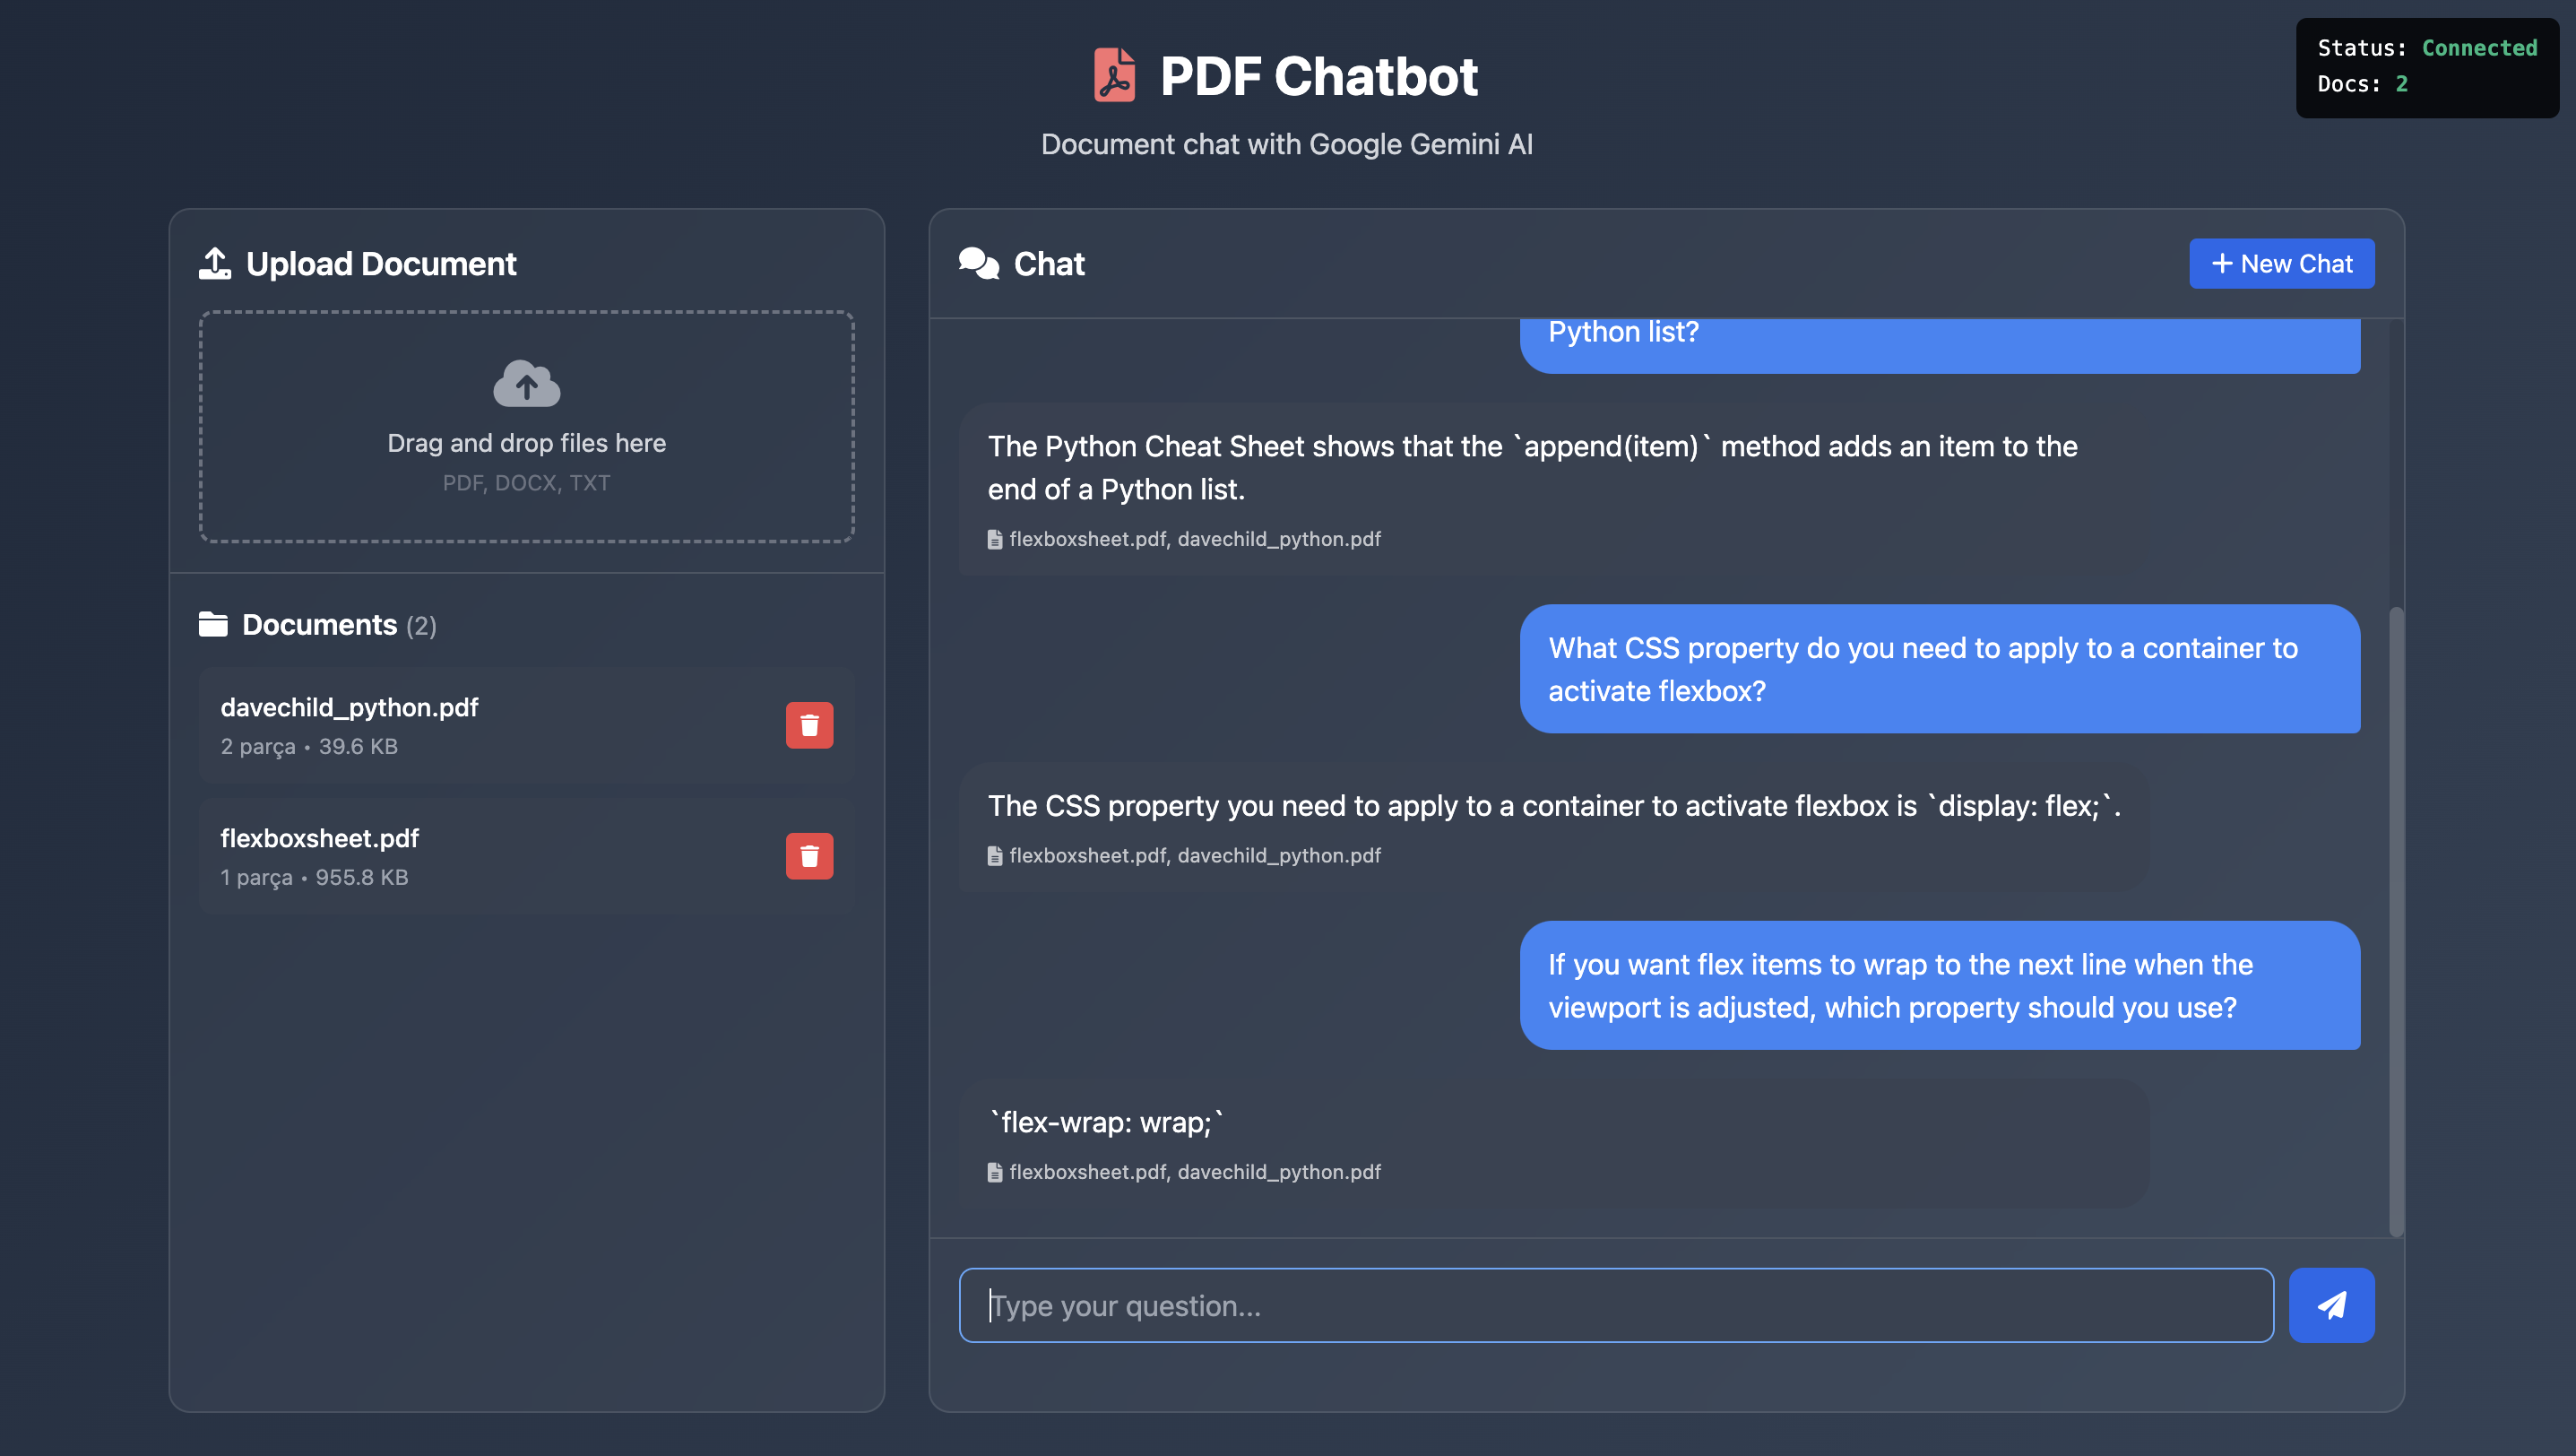 PDF Chatbot
Document chat with Google Gemini AI
Status: Connected
Docs: 2
Upload Document
Drag and drop files here
PDF, DOCX, TXT
Documents (2)
davechild_python.pdf
2 parça • 39.6 KB
flexboxsheet.pdf
1 parça • 955.8 KB
Chat
+ New Chat
Python list?
The Python Cheat Sheet shows that the `append(item)` method adds an item to the
end of a Python list.
flexboxsheet.pdf, davechild_python.pdf
What CSS property do you need to apply to a container to
activate flexbox?
The CSS property you need to apply to a container to activate flexbox is `display: flex;`.
flexboxsheet.pdf, davechild_python.pdf
If you want flex items to wrap to the next line when the
viewport is adjusted, which property should you use?
`flex-wrap: wrap;`
flexboxsheet.pdf, davechild_python.pdf
Type your question...